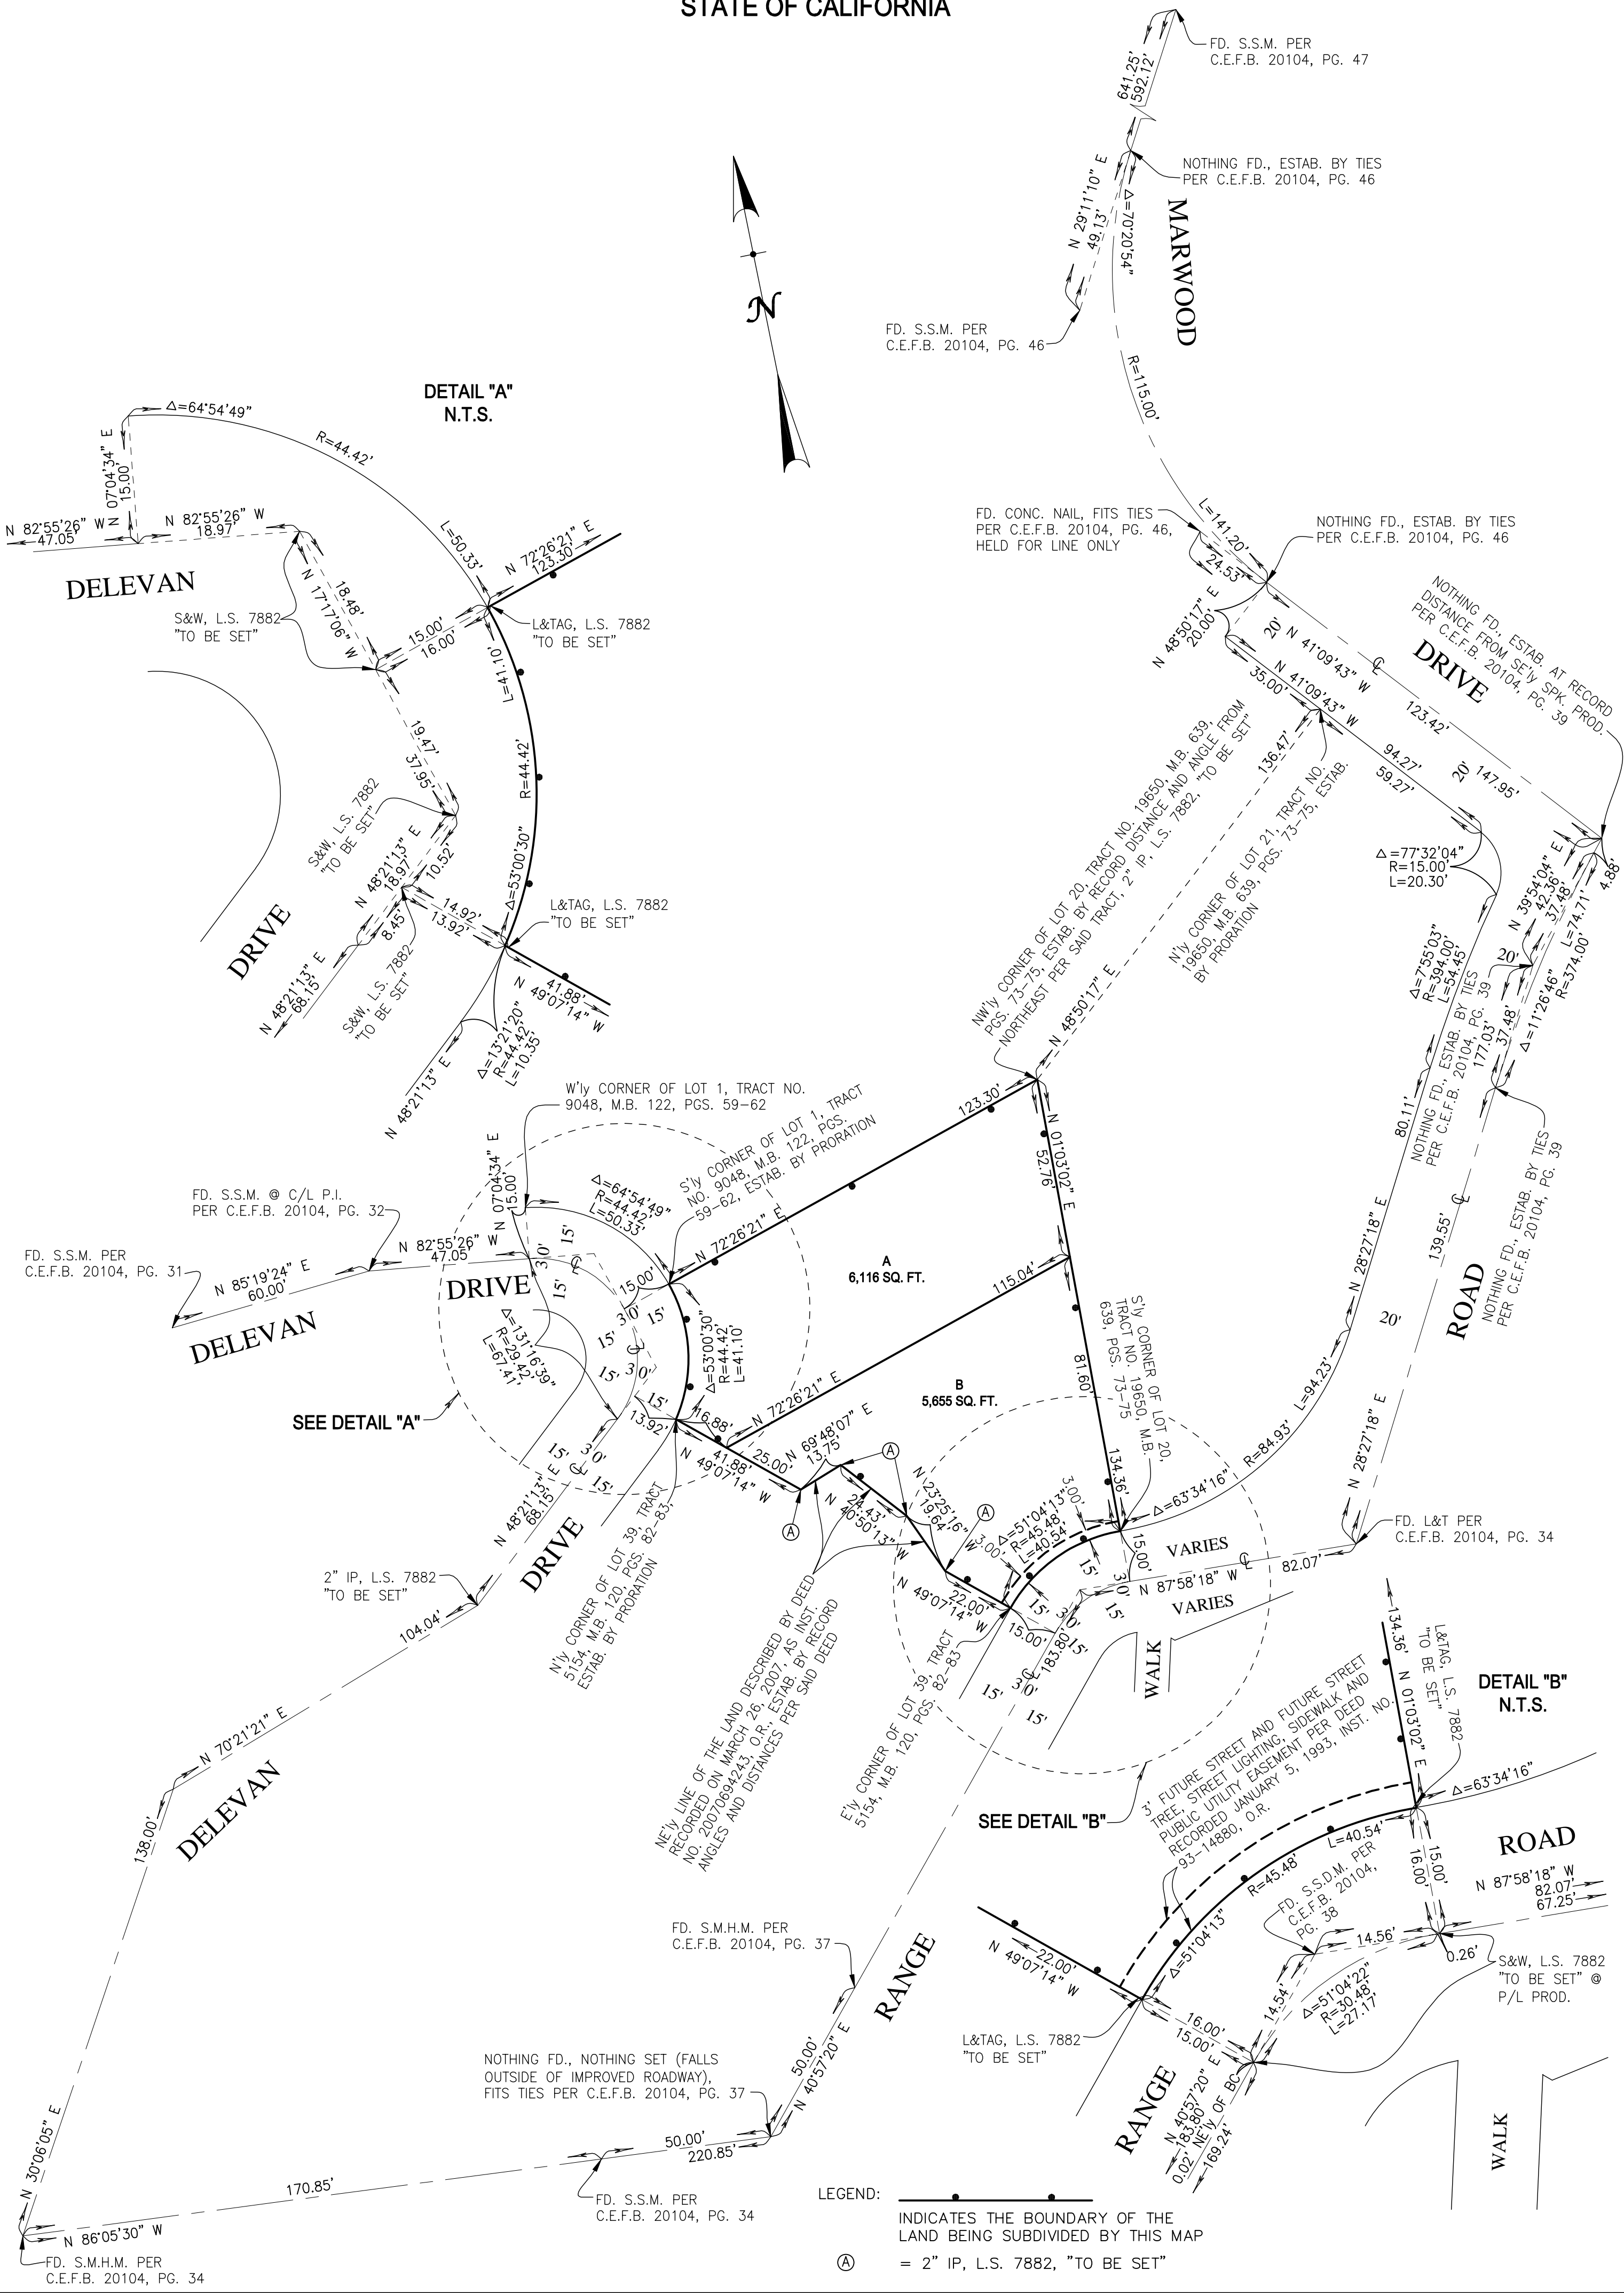 STATE OF CALIFORNIA
FD. S.S.M. PER
C.E.F.B. 20104, PG. 47
641.25'
592.12'
NOTHING FD., ESTAB. BY TIES
PER C.E.F.B. 20104, PG. 46
N 29°11'10" E
49.13'
Δ=70°20'54"
MARWOOD
FD. S.S.M. PER
C.E.F.B. 20104, PG. 46
R=115.00'
N
DETAIL "A"
N.T.S.
Δ=64°54'49"
R=44.42'
N 07°04'34" E
15.00'
N 82°55'26" W
47.05'
N 82°55'26" W
18.97'
L=50.33'
N 72°26'21" E
123.30'
DELEVAN
S&W, L.S. 7882
"TO BE SET"
18.48'
N 17°17'06" W
15.00'
16.00'
L&TAG, L.S. 7882
"TO BE SET"
L=41.10'
R=44.42'
Δ=53°00'30"
19.47'
37.95'
S&W, L.S. 7882
"TO BE SET"
N 48°21'13" E
18.97'
10.52'
8.45'
14.92'
13.92'
L&TAG, L.S. 7882
"TO BE SET"
DRIVE
N 48°21'13" E
68.15'
S&W, L.S. 7882
"TO BE SET"
41.88'
N 49°07'14" W
Δ=13°21'20"
R=44.42'
L=10.35'
N 48°21'13" E
FD. CONC. NAIL, FITS TIES
PER C.E.F.B. 20104, PG. 46,
HELD FOR LINE ONLY
L=141.20'
24.53'
NOTHING FD., ESTAB. BY TIES
PER C.E.F.B. 20104, PG. 46
N 48°50'17" E
20.00'
20'
N 41°09'43" W
℄
DRIVE
NOTHING FD., ESTAB. AT RECORD
DISTANCE FROM SE'ly SPK. PROD.
PER C.E.F.B. 20104, PG. 39
N 41°09'43" W
35.00'
123.42'
147.95'
94.27'
59.27'
20'
136.47'
NW'ly CORNER OF LOT 20, TRACT NO. 19650, M.B. 639,
PGS. 73-75, ESTAB. BY RECORD DISTANCE AND ANGLE FROM
NORTHEAST PER SAID TRACT, 2" IP, L.S. 7882, "TO BE SET"
N'ly CORNER OF LOT 21, TRACT NO.
19650, M.B. 639, PGS. 73-75, ESTAB.
BY PRORATION
N 48°50'17" E
Δ=77°32'04"
R=15.00'
L=20.30'
N 39°54'04" E
42.36'
37.48'
4.88'
L=74.71'
R=374.00'
Δ=11°26'46"
20'
Δ=7°55'03"
R=394.00'
L=54.45'
37.48'
177.03'
NOTHING FD., ESTAB. BY TIES
PER C.E.F.B. 20104, PG. 39
80.11'
N 28°27'18" E
139.55'
℄
NOTHING FD., ESTAB. BY TIES
PER C.E.F.B. 20104, PG. 39
ROAD
20'
N 28°27'18" E
L=94.23'
R=84.93'
Δ=63°34'16"
FD. L&T PER
C.E.F.B. 20104, PG. 34
W'ly CORNER OF LOT 1, TRACT NO.
9048, M.B. 122, PGS. 59-62
S'ly CORNER OF LOT 1, TRACT
NO. 9048, M.B. 122, PGS.
59-62, ESTAB. BY PRORATION
123.30'
N 72°26'21" E
N 01°03'02" E
52.76'
81.60'
134.36'
A
6,116 SQ. FT.
115.04'
N 72°26'21" E
B
5,655 SQ. FT.
S'ly CORNER OF LOT 20,
TRACT NO. 19650, M.B.
639, PGS. 73-75
FD. S.S.M. @ C/L P.I.
PER C.E.F.B. 20104, PG. 32
FD. S.S.M. PER
C.E.F.B. 20104, PG. 31
N 85°19'24" E
60.00'
DELEVAN
N 82°55'26" W
47.05'
DRIVE
N 07°04'34" E
15.00'
Δ=64°54'49"
R=44.42'
L=50.33'
30'
15'
15'
℄
15.00'
30'
15'
15'
℄
30'
15'
15'
Δ=131°16'39"
R=29.42'
L=67.41'
Δ=53°00'30"
R=44.42'
L=41.10'
SEE DETAIL "A"
13.92'
16.88'
41.88'
N 49°07'14" W
25.00'
N 69°48'07" E
13.75'
A
A
A
24.43'
N 40°50'13" W
N 23°25'16" W
19.64'
3.00'
Δ=51°04'13"
R=45.48'
L=40.54'
3.00'
22.00'
N 49°07'14" W
15.00'
15'
30'
15'
15.00'
15'
30'
15'
VARIES
℄
82.07'
N 87°58'18" W
VARIES
WALK
15'
30'
℄
15'
N 48°21'13" E
68.15'
DRIVE
2" IP, L.S. 7882
"TO BE SET"
104.04'
N'ly CORNER OF LOT 39, TRACT
5154, M.B. 120, PGS. 82-83,
ESTAB. BY PRORATION
NE'ly LINE OF THE LAND DESCRIBED BY DEED
RECORDED ON MARCH 26, 2007, AS INST.
NO. 20070694243, O.R., ESTAB. BY RECORD
ANGLES AND DISTANCES PER SAID DEED
E'ly CORNER OF LOT 39, TRACT
5154, M.B. 120, PGS. 82-83
183.80'
℄
30'
15'
15'
N 70°21'21" E
DELEVAN
138.00'
SEE DETAIL "B"
DETAIL "B"
N.T.S.
134.36'
N 01°03'02" E
L&TAG, L.S. 7882
"TO BE SET"
3' FUTURE STREET AND FUTURE STREET
TREE, STREET LIGHTING, SIDEWALK AND
PUBLIC UTILITY EASEMENT PER DEED
RECORDED JANUARY 5, 1993, INST. NO.
93-14880, O.R.
Δ=63°34'16"
L=40.54'
R=45.48'
Δ=51°04'13"
FD. S.S.D.M. PER
C.E.F.B. 20104,
PG. 38
15.00'
16.00'
ROAD
N 87°58'18" W
82.07'
67.25'
14.56'
0.26'
S&W, L.S. 7882
"TO BE SET" @
P/L PROD.
14.54'
Δ=51°04'22"
R=30.48'
L=27.17'
22.00'
N 49°07'14" W
16.00'
15.00'
L&TAG, L.S. 7882
"TO BE SET"
RANGE
N 40°57'20" E
183.80'
0.02' NE'ly OF BC
169.24'
WALK
FD. S.M.H.M. PER
C.E.F.B. 20104, PG. 37
RANGE
50.00'
N 40°57'20" E
NOTHING FD., NOTHING SET (FALLS
OUTSIDE OF IMPROVED ROADWAY),
FITS TIES PER C.E.F.B. 20104, PG. 37
50.00'
220.85'
170.85'
N 30°06'05" E
N 86°05'30" W
FD. S.M.H.M. PER
C.E.F.B. 20104, PG. 34
FD. S.S.M. PER
C.E.F.B. 20104, PG. 34
LEGEND:
INDICATES THE BOUNDARY OF THE
LAND BEING SUBDIVIDED BY THIS MAP
A = 2" IP, L.S. 7882, "TO BE SET"